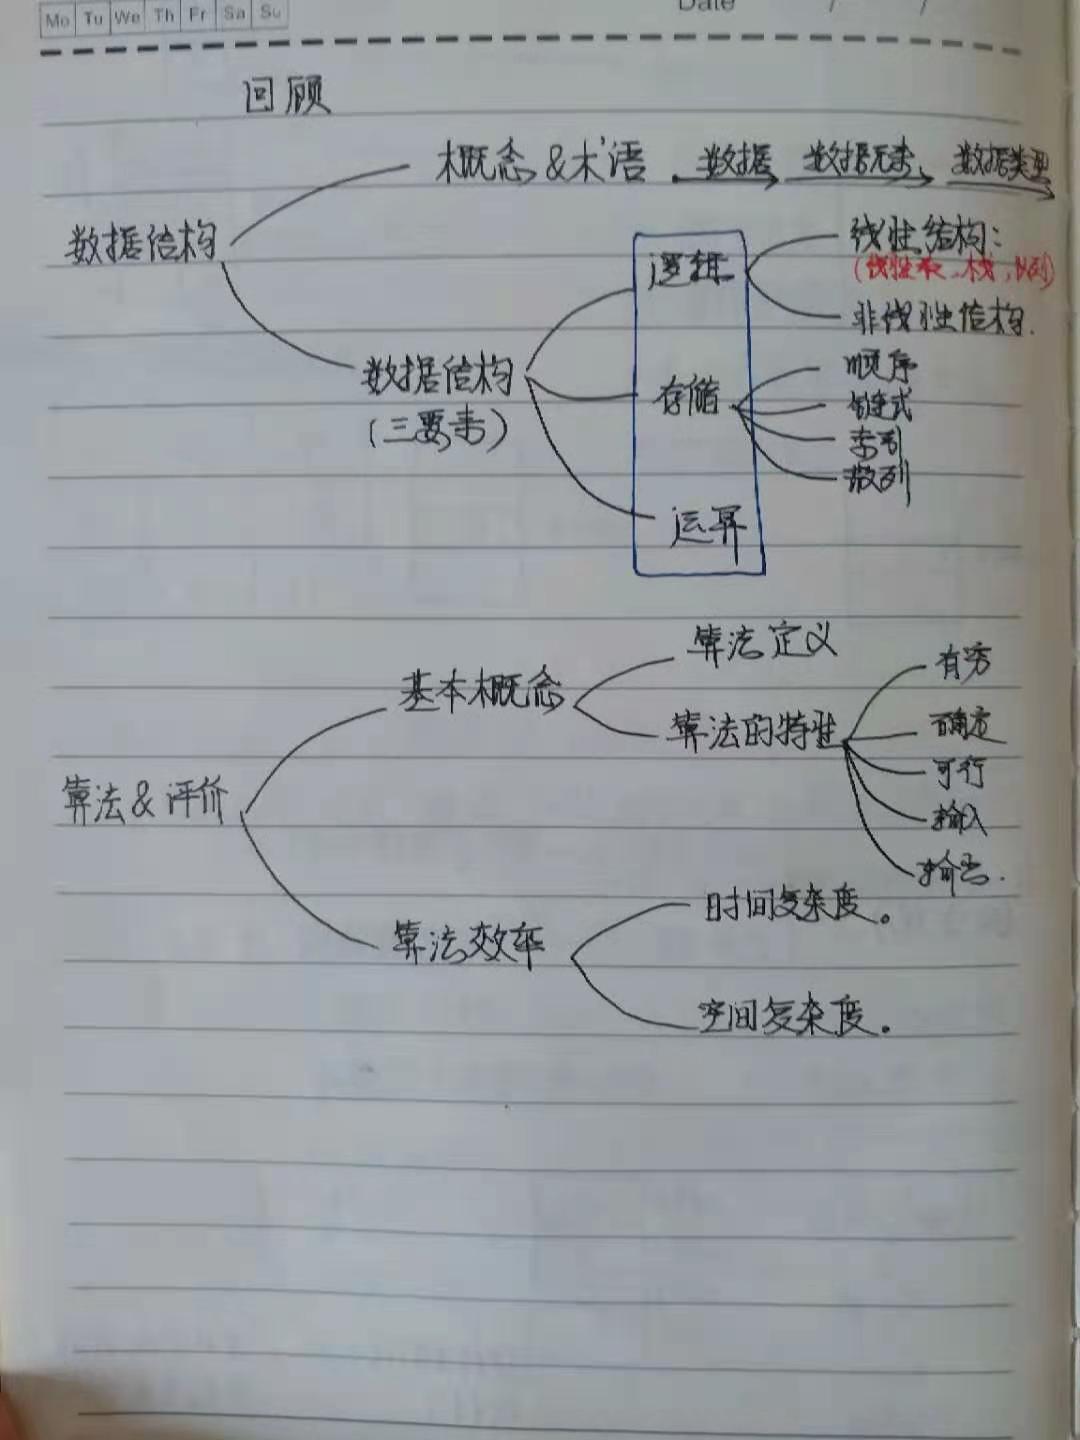 Mo Tu We Th Fr Sa Su
Date / /
回顾
概念&术语 数据 数据元素 数据类型
数据结构
逻辑
线性结构:
(线性表、栈,队列)
非线性结构.
数据结构
(三要素)
存储
顺序
链式
索引
散列
运算
算法定义
基本概念
算法的特性
有穷
确定
可行
输入
输出.
算法&评价
算法效率
时间复杂度。
空间复杂度.